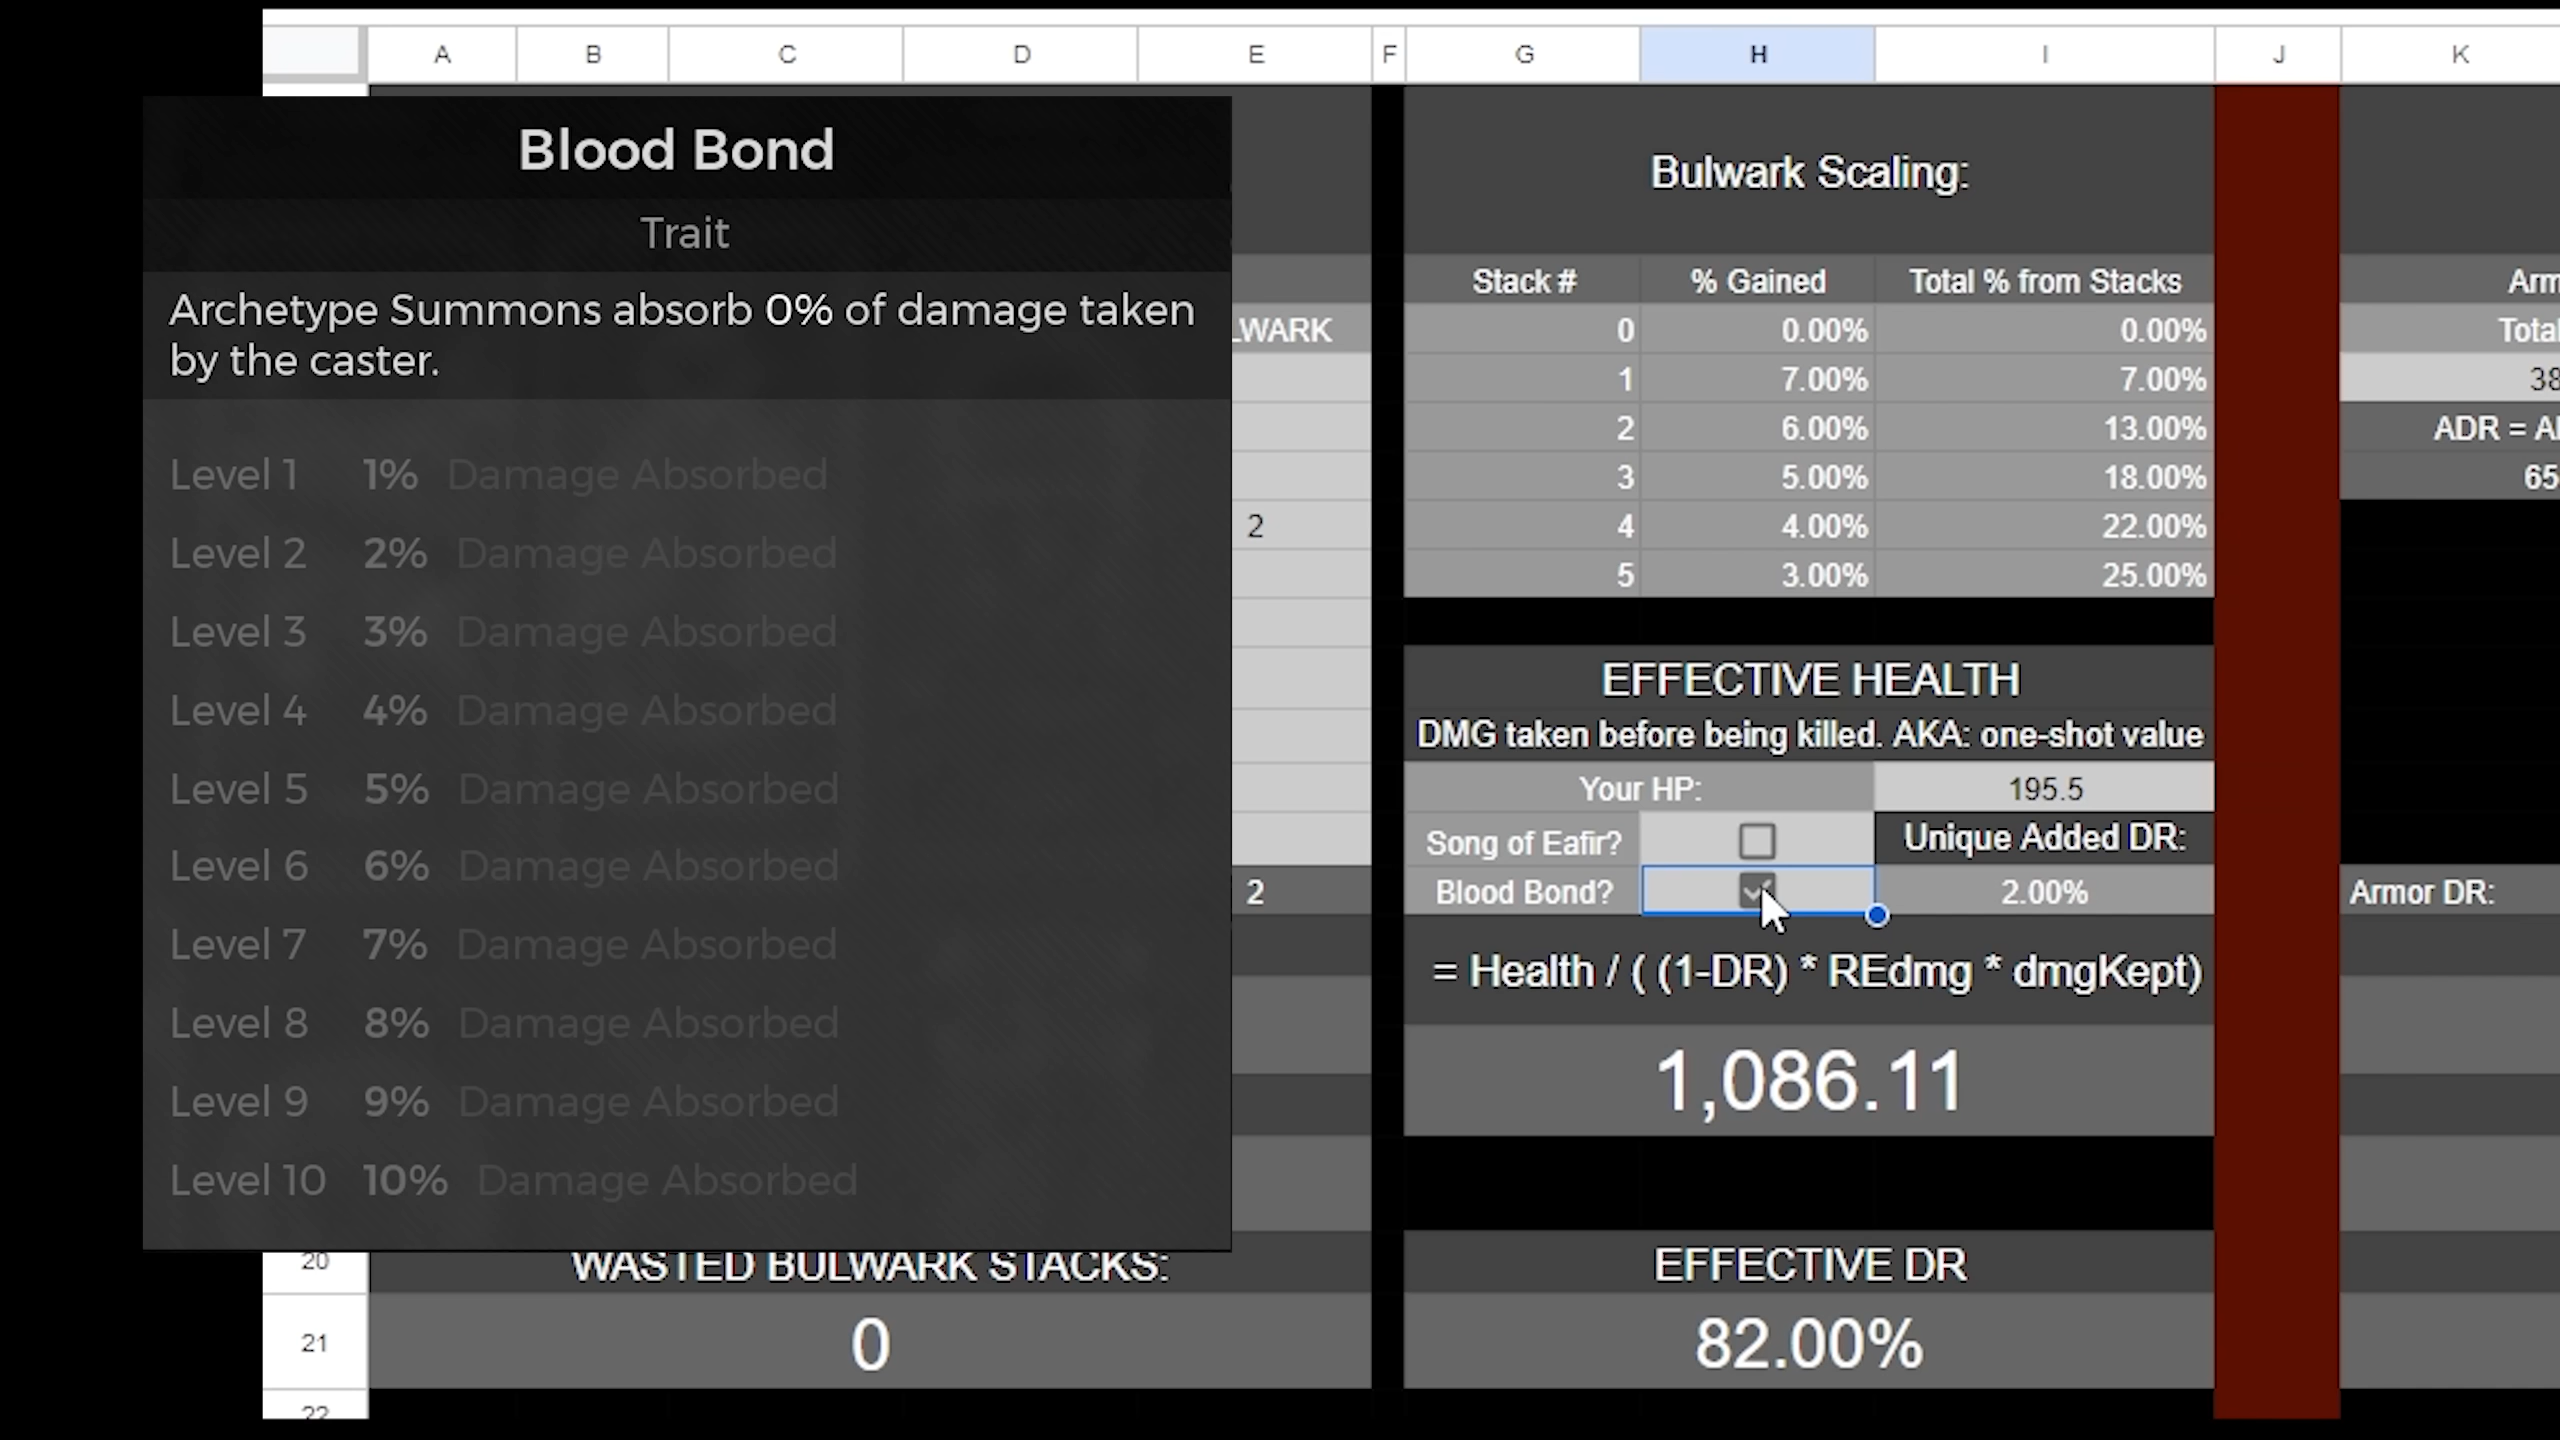 A B C D E F G H I J K
Blood Bond
Trait
Archetype Summons absorb 0% of damage taken
by the caster.
Level 1 1% Damage Absorbed
Level 2 2% Damage Absorbed
Level 3 3% Damage Absorbed
Level 4 4% Damage Absorbed
Level 5 5% Damage Absorbed
Level 6 6% Damage Absorbed
Level 7 7% Damage Absorbed
Level 8 8% Damage Absorbed
Level 9 9% Damage Absorbed
Level 10 10% Damage Absorbed
LWARK
2
2
20 WASTED BULWARK STACKS:
21 0
22
Bulwark Scaling:
Stack # % Gained Total % from Stacks
0 0.00% 0.00%
1 7.00% 7.00%
2 6.00% 13.00%
3 5.00% 18.00%
4 4.00% 22.00%
5 3.00% 25.00%
EFFECTIVE HEALTH
DMG taken before being killed. AKA: one-shot value
Your HP: 195.5
Song of Eafir? Unique Added DR:
Blood Bond? 2.00%
= Health / ( (1-DR) * REdmg * dmgKept)
1,086.11
EFFECTIVE DR
82.00%
Arm
Total
38
ADR = A
65
Armor DR: